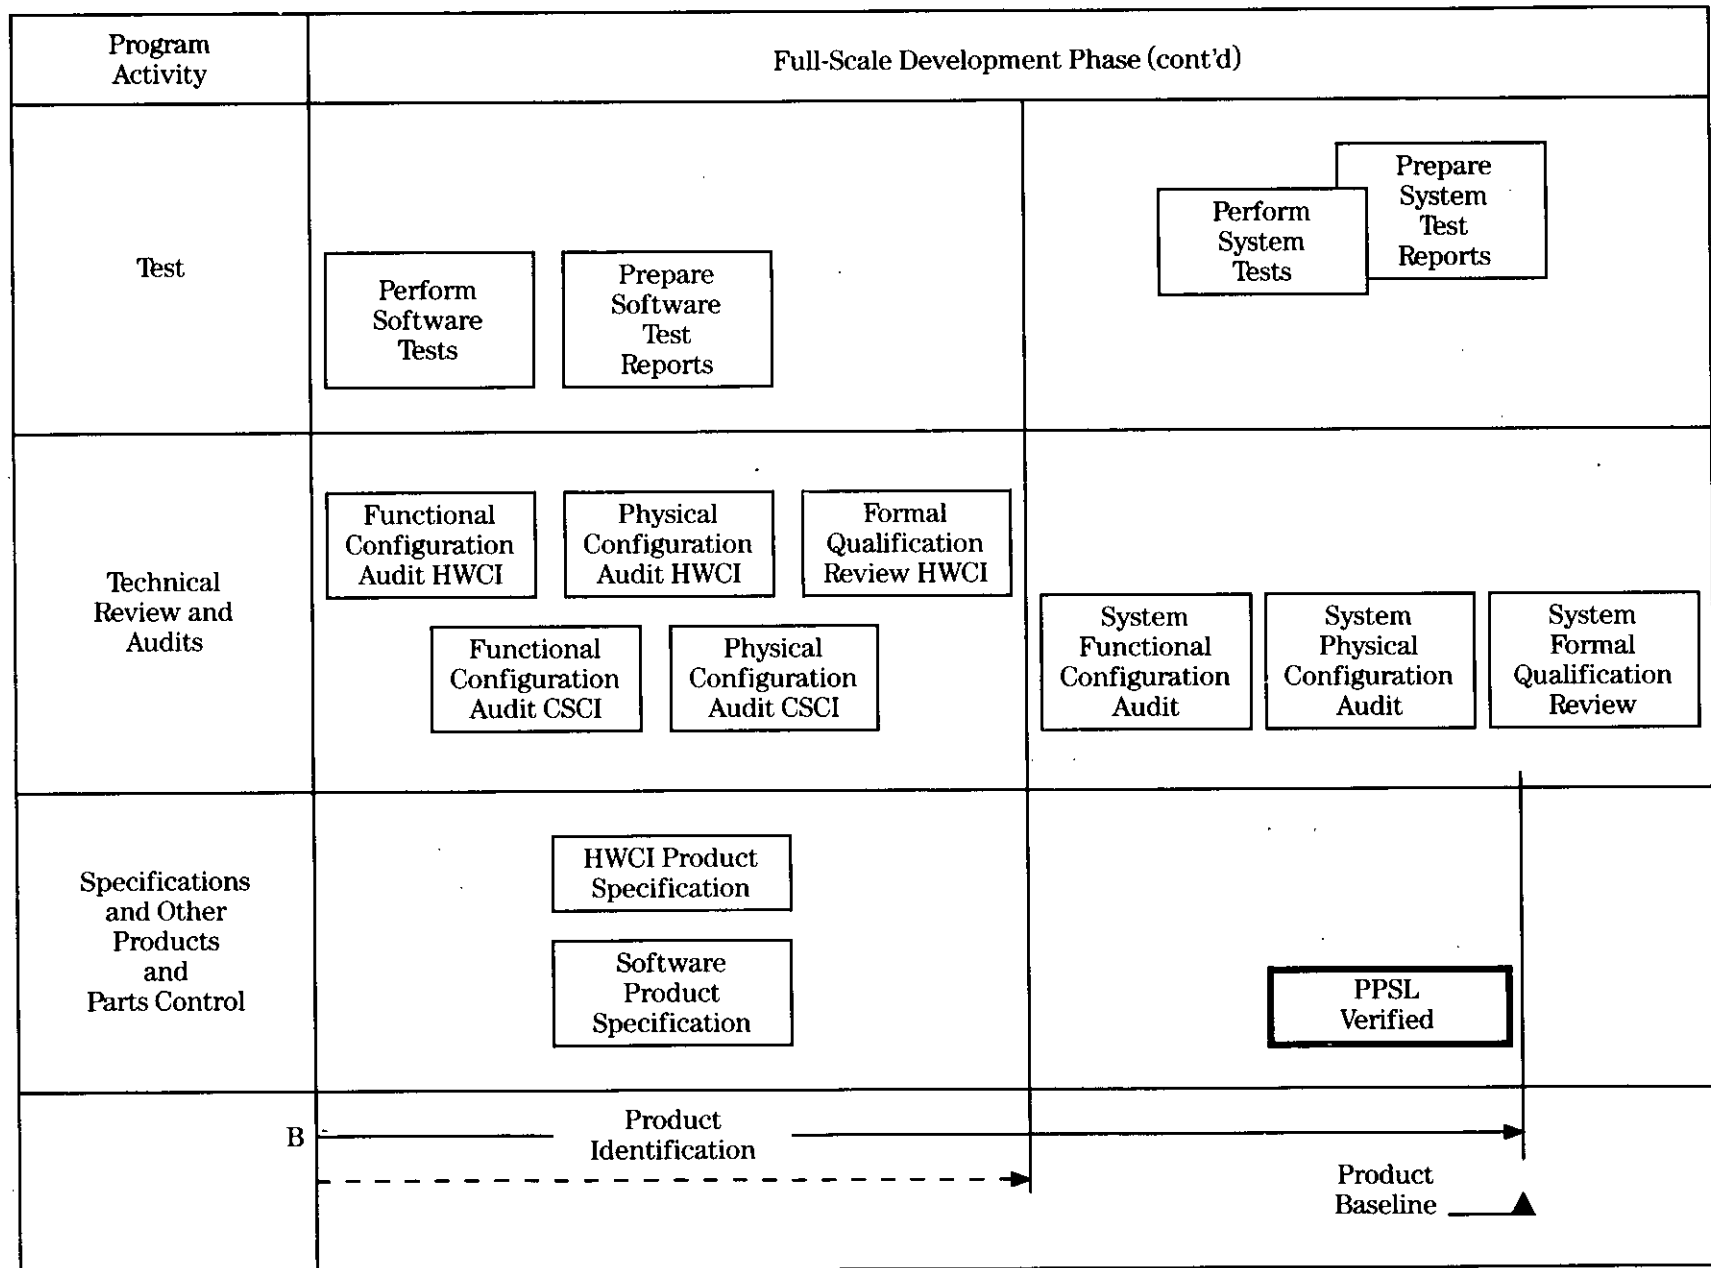 Program
Activity
Full-Scale Development Phase (cont'd)
Test
Perform
Software
Tests
Prepare
Software
Test
Reports
Perform
System
Tests
Prepare
System
Test
Reports
Technical
Review and
Audits
Functional
Configuration
Audit HWCI
Physical
Configuration
Audit HWCI
Formal
Qualification
Review HWCI
Functional
Configuration
Audit CSCI
Physical
Configuration
Audit CSCI
System
Functional
Configuration
Audit
System
Physical
Configuration
Audit
System
Formal
Qualification
Review
Specifications
and Other
Products
and
Parts Control
HWCI Product
Specification
Software
Product
Specification
PPSL
Verified
B
Product
Identification
Product
Baseline